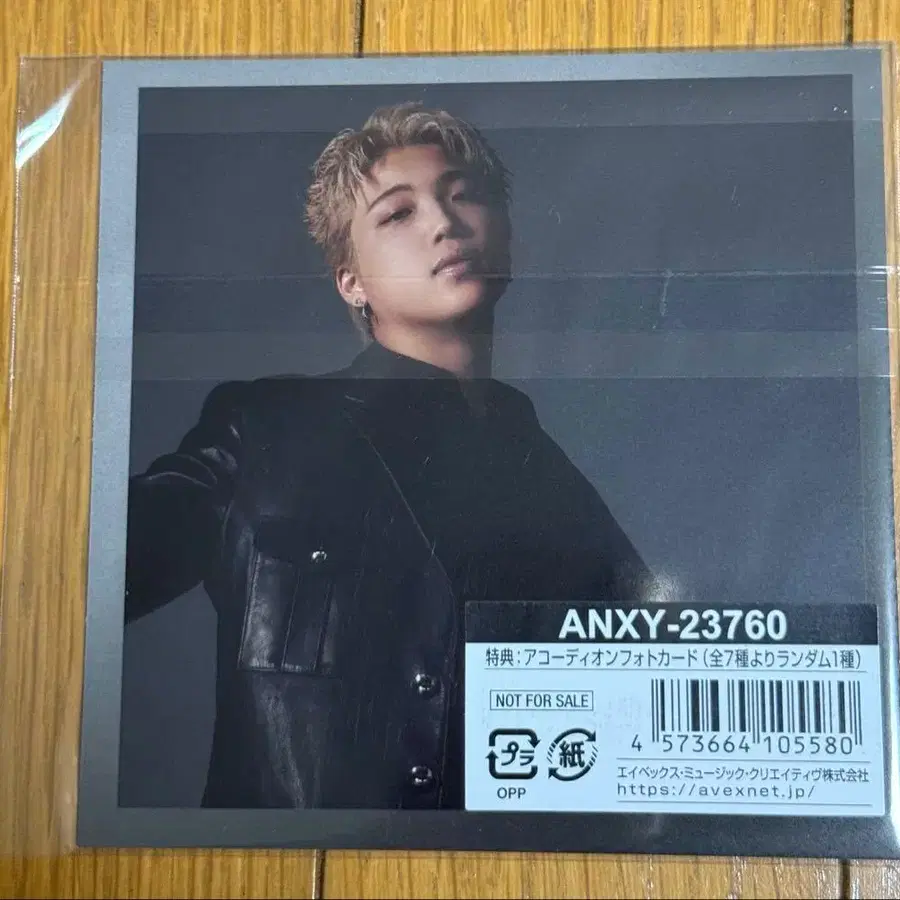 ANXY-23760
特典:アコーディオンフォトカード(全7種よりランダム1種)
NOT FOR SALE
プラ
紙
OPP
4 573664 105580
エイベックス・ミュージック・クリエイティヴ株式会社
https://avexnet.jp/